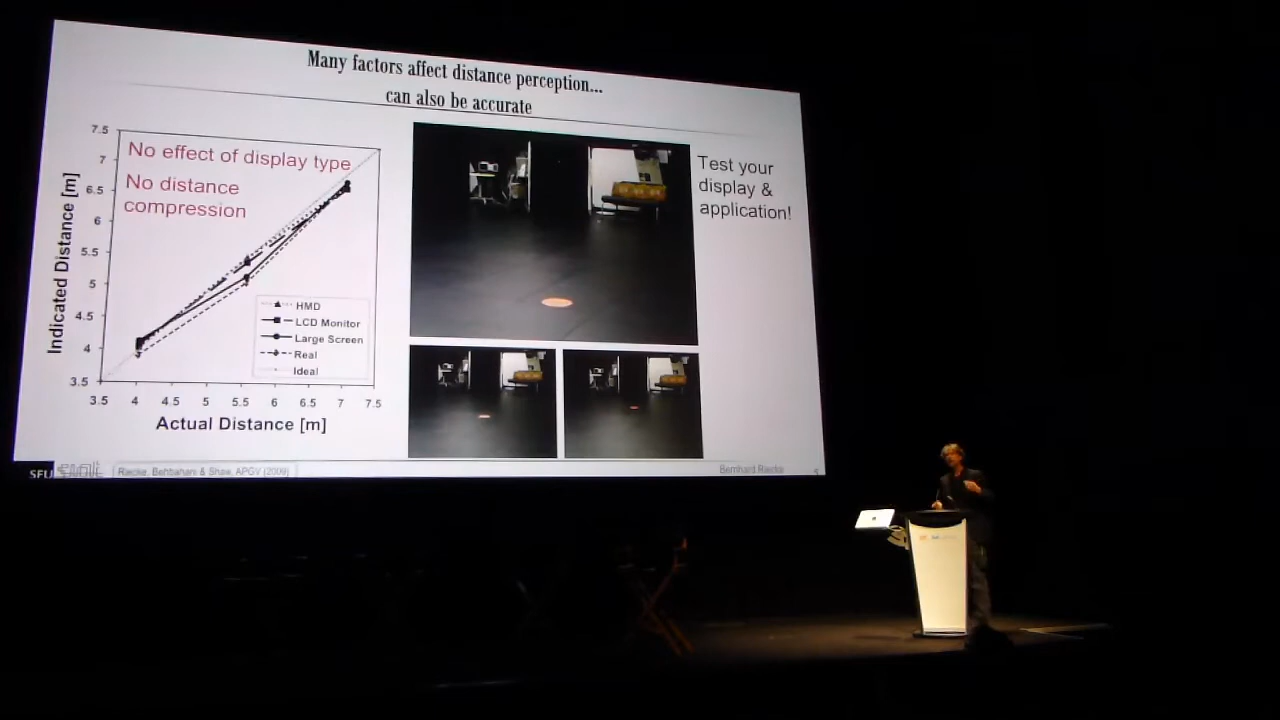 Many factors affect distance perception...
can also be accurate
No effect of display type
No distance
compression
Test your
display &
application!
Indicated Distance [m]
7.5
7
6.5
6
5.5
5
4.5
4
3.5
HMD
LCD Monitor
Large Screen
Real
Ideal
3.5 4 4.5 5 5.5 6 6.5 7 7.5
Actual Distance [m]
SFU
Riecke, Behbahani & Shaw, APGV (2009)
Bernhard Riecke
5